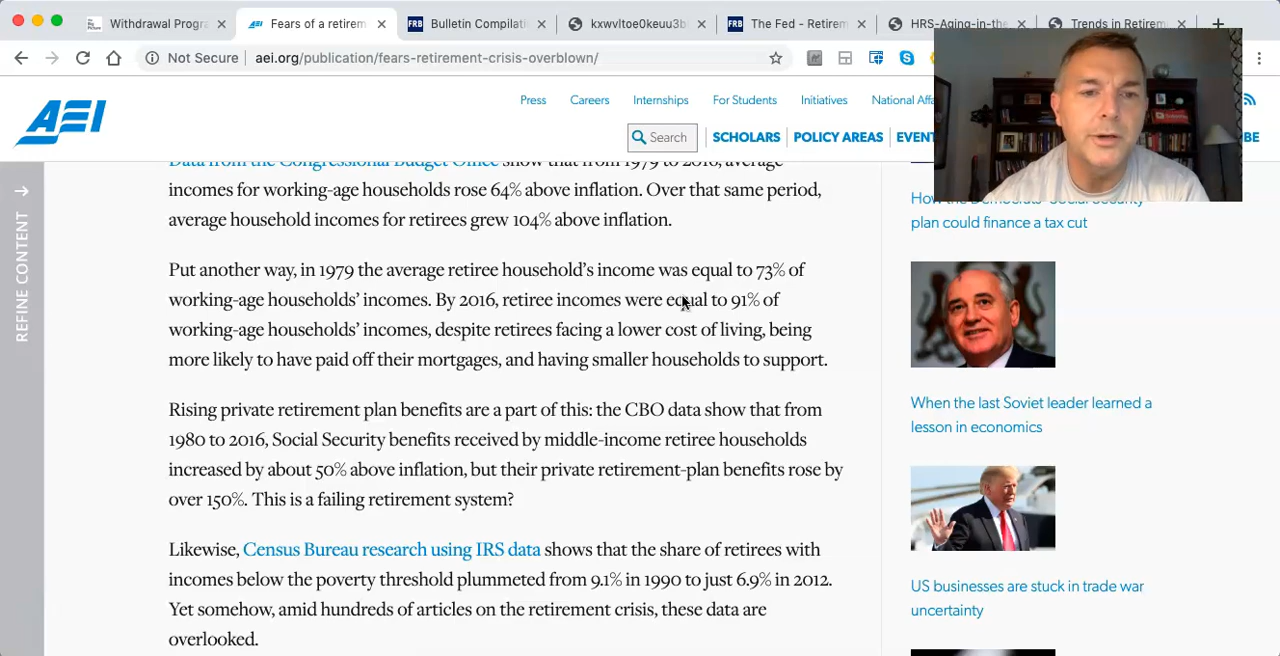 Withdrawal Progra
Fears of a retirem
FRB
Bulletin Compilati
kxwvltoe0keuu3b
FRB
The Fed - Retirem
HRS-Aging-in-the
Trends in Retirem
Not Secure
aei.org/publication/fears-retirement-crisis-overblown/
AEI
Press
Careers
Internships
For Students
Initiatives
National Affa
Search
SCHOLARS
POLICY AREAS
EVENT
BE
REFINE CONTENT
Data from the Congressional Budget Office show that from 1979 to 2016, average
incomes for working-age households rose 64% above inflation. Over that same period,
average household incomes for retirees grew 104% above inflation.
Put another way, in 1979 the average retiree household's income was equal to 73% of
working-age households' incomes. By 2016, retiree incomes were equal to 91% of
working-age households' incomes, despite retirees facing a lower cost of living, being
more likely to have paid off their mortgages, and having smaller households to support.
Rising private retirement plan benefits are a part of this: the CBO data show that from
1980 to 2016, Social Security benefits received by middle-income retiree households
increased by about 50% above inflation, but their private retirement-plan benefits rose by
over 150%. This is a failing retirement system?
Likewise, Census Bureau research using IRS data shows that the share of retirees with
incomes below the poverty threshold plummeted from 9.1% in 1990 to just 6.9% in 2012.
Yet somehow, amid hundreds of articles on the retirement crisis, these data are
overlooked.
How the Democrats' Social Security
plan could finance a tax cut
When the last Soviet leader learned a
lesson in economics
US businesses are stuck in trade war
uncertainty